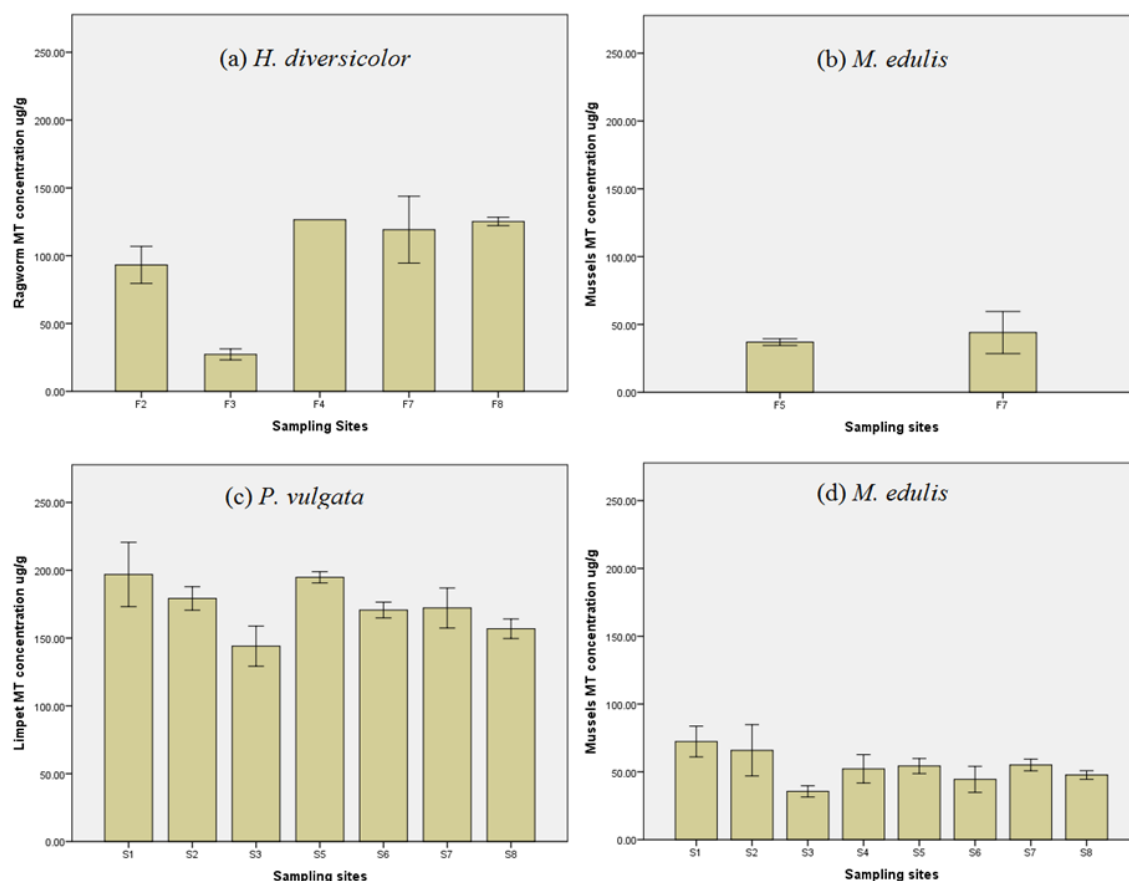 (a) H. diversicolor
Ragworm MT concentration ug/g
250.00
200.00
150.00
100.00
50.00
0.00
F2 F3 F4 F7 F8
Sampling Sites
(b) M. edulis
Mussels MT concentration ug/g
250.00
200.00
150.00
100.00
50.00
0.00
F5 F7
Sampling sites
(c) P. vulgata
Limpet MT concentration ug/g
250.00
200.00
150.00
100.00
50.00
0.00
S1 S2 S3 S5 S6 S7 S8
Sampling sites
(d) M. edulis
Mussels MT concentration ug/g
250.00
200.00
150.00
100.00
50.00
0.00
S1 S2 S3 S4 S5 S6 S7 S8
Sampling sites